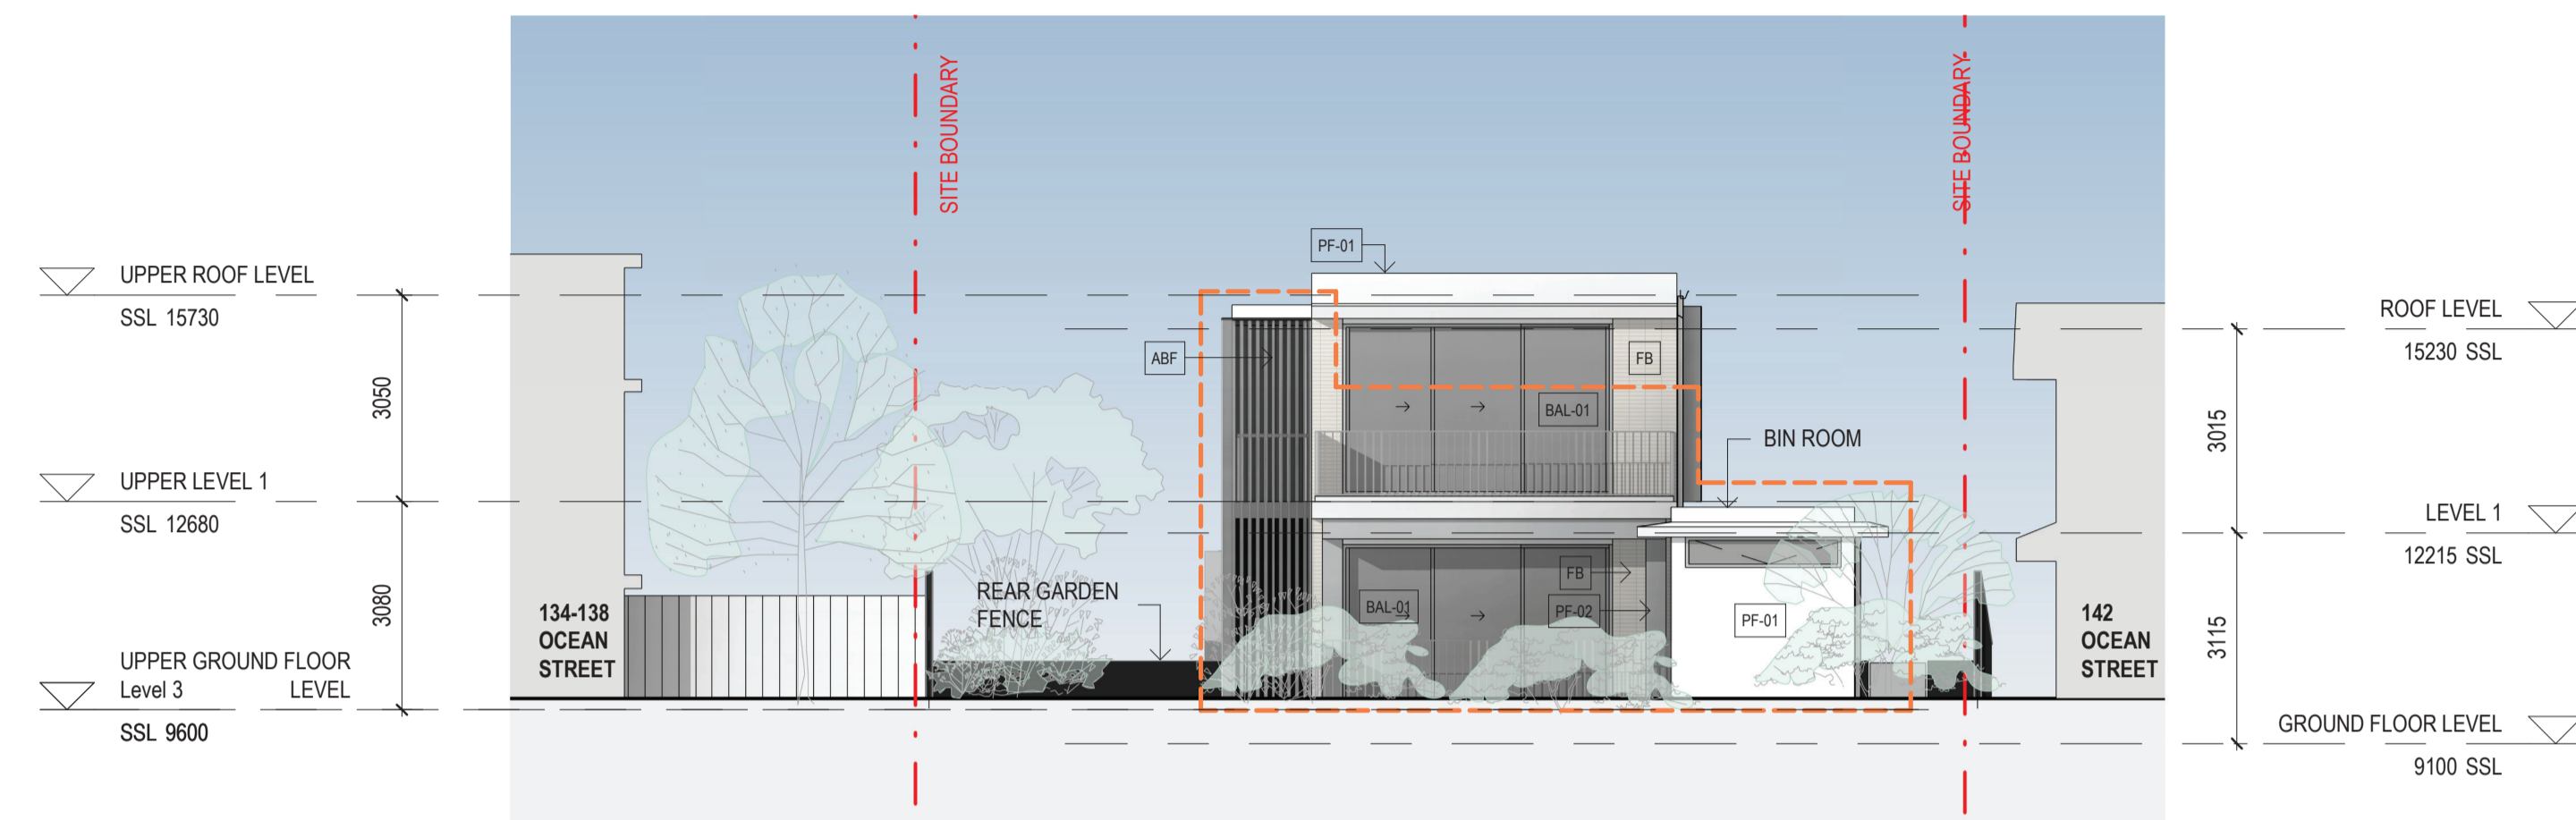 SITE BOUNDARY
SITE BOUNDARY
PF-01
UPPER ROOF LEVEL
SSL 15730
ROOF LEVEL
15230 SSL
ABF
FB
3050
BAL-01
3015
BIN ROOM
UPPER LEVEL 1
SSL 12680
LEVEL 1
12215 SSL
3080
FB
REAR GARDEN
FENCE
BAL-01
PF-02
PF-01
3115
134-138
OCEAN
STREET
142
OCEAN
STREET
UPPER GROUND FLOOR
Level 3 LEVEL
SSL 9600
GROUND FLOOR LEVEL
9100 SSL